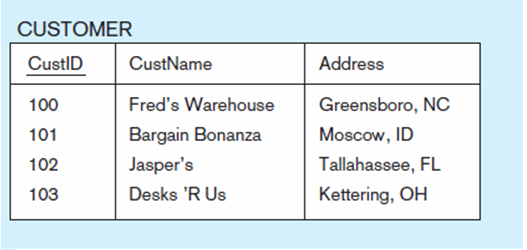 CUSTOMER
CustID CustName Address
100 Fred's Warehouse Greensboro, NC
101 Bargain Bonanza Moscow, ID
102 Jasper's Tallahassee, FL
103 Desks 'R Us Kettering, OH